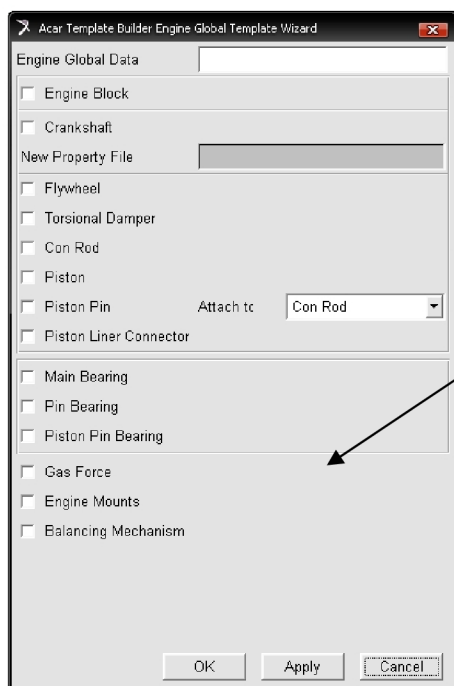 Acar Template Builder Engine Global Template Wizard
Engine Global Data
Engine Block
Crankshaft
New Property File
Flywheel
Torsional Damper
Con Rod
Piston
Piston Pin Attach tc Con Rod
Piston Liner Connector
Main Bearing
Pin Bearing
Piston Pin Bearing
Gas Force
Engine Mounts
Balancing Mechanism
OK Apply Cancel